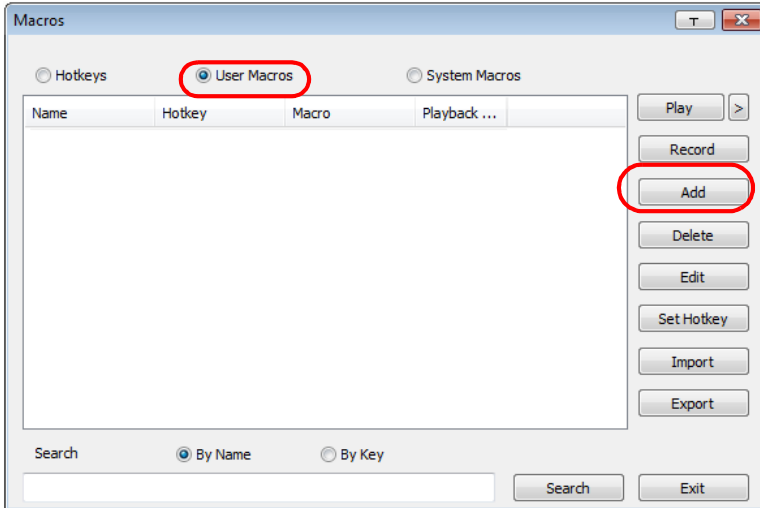 Macros
Hotkeys User Macros System Macros
Name Hotkey Macro Playback ...
Play >
Record
Add
Delete
Edit
Set Hotkey
Import
Export
Search By Name By Key
Search Exit